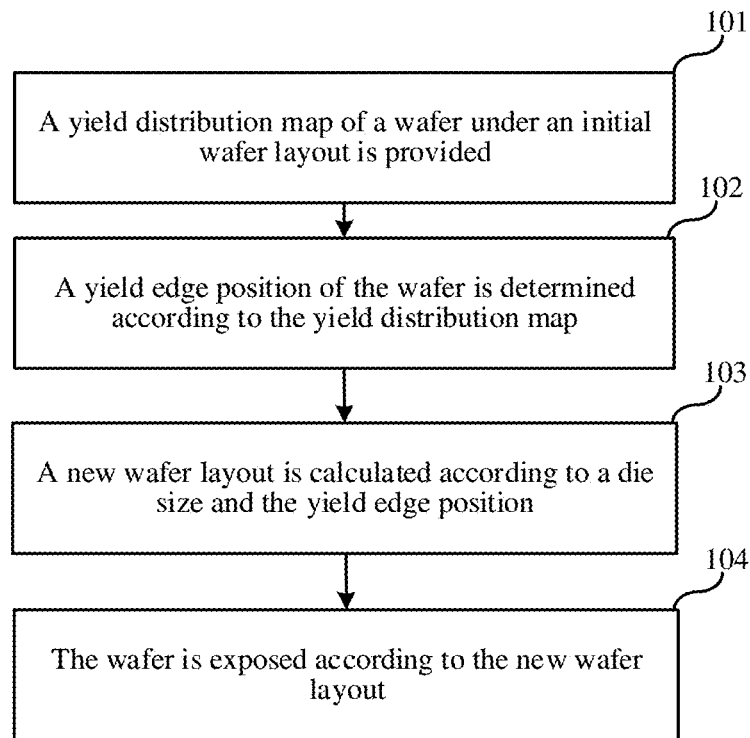 101
A yield distribution map of a wafer under an initial
wafer layout is provided
102
A yield edge position of the wafer is determined
according to the yield distribution map
103
A new wafer layout is calculated according to a die
size and the yield edge position
104
The wafer is exposed according to the new wafer
layout